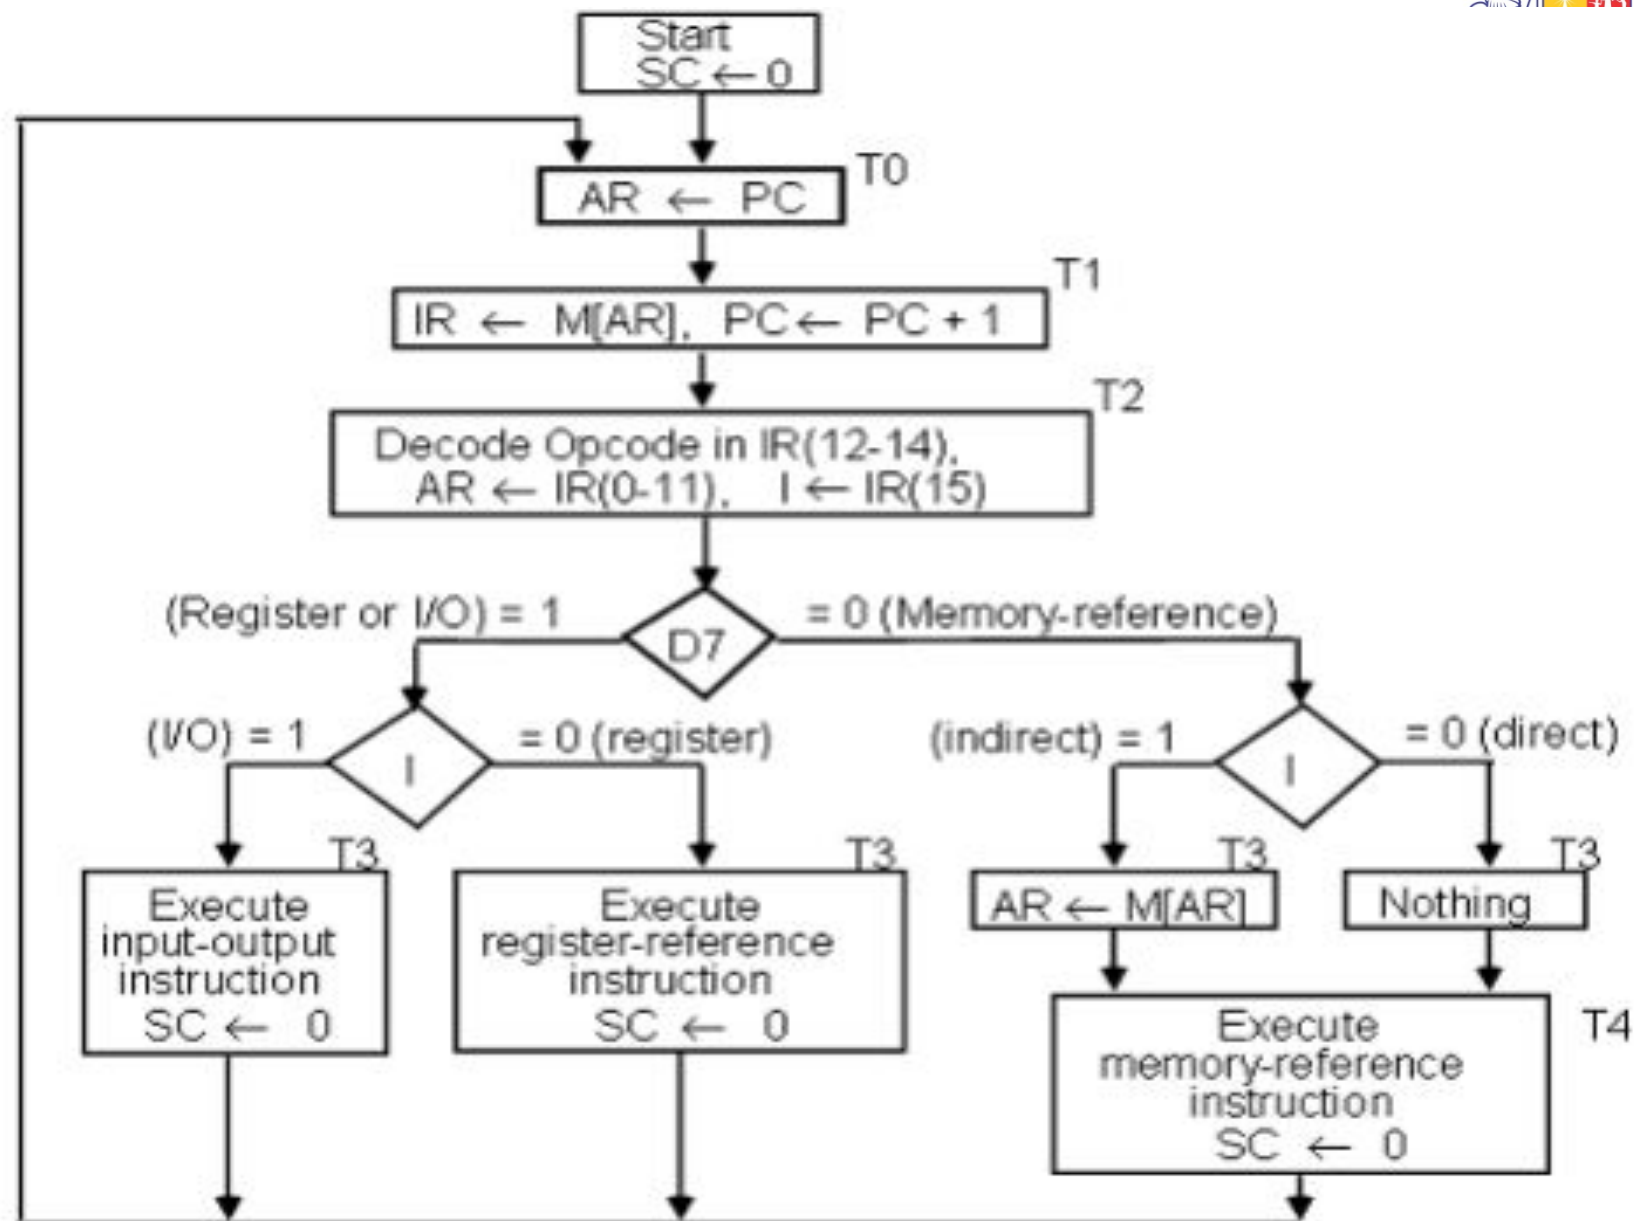 Start
SC ← 0
T0
AR ← PC
T1
IR ← M[AR], PC ← PC + 1
T2
Decode Opcode in IR(12-14),
AR ← IR(0-11), I ← IR(15)
(Register or I/O) = 1
= 0 (Memory-reference)
D7
(I/O) = 1
= 0 (register)
(indirect) = 1
= 0 (direct)
I
I
T3
T3
T3
T3
Execute
input-output
instruction
SC ← 0
Execute
register-reference
instruction
SC ← 0
AR ← M[AR]
Nothing
Execute
memory-reference
instruction
SC ← 0
T4